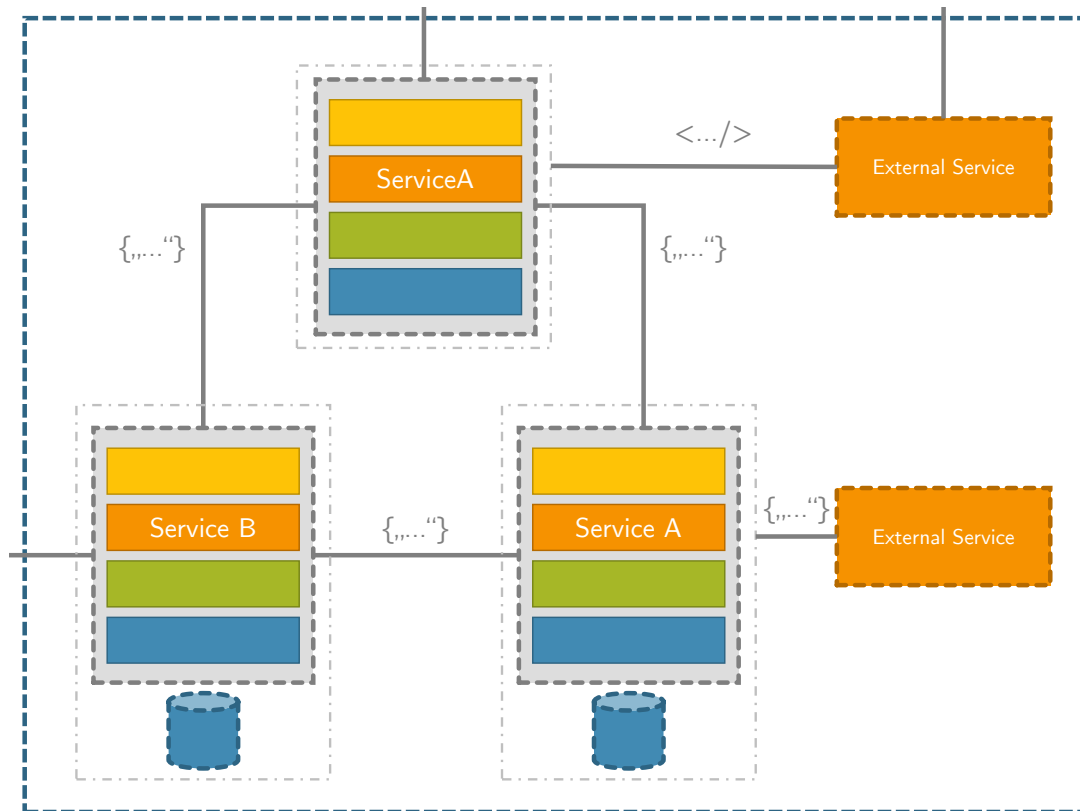 <.../>
ServiceA
External Service
{„...“}
{„...“}
Service B
{„...“}
Service A
{„...“}
External Service